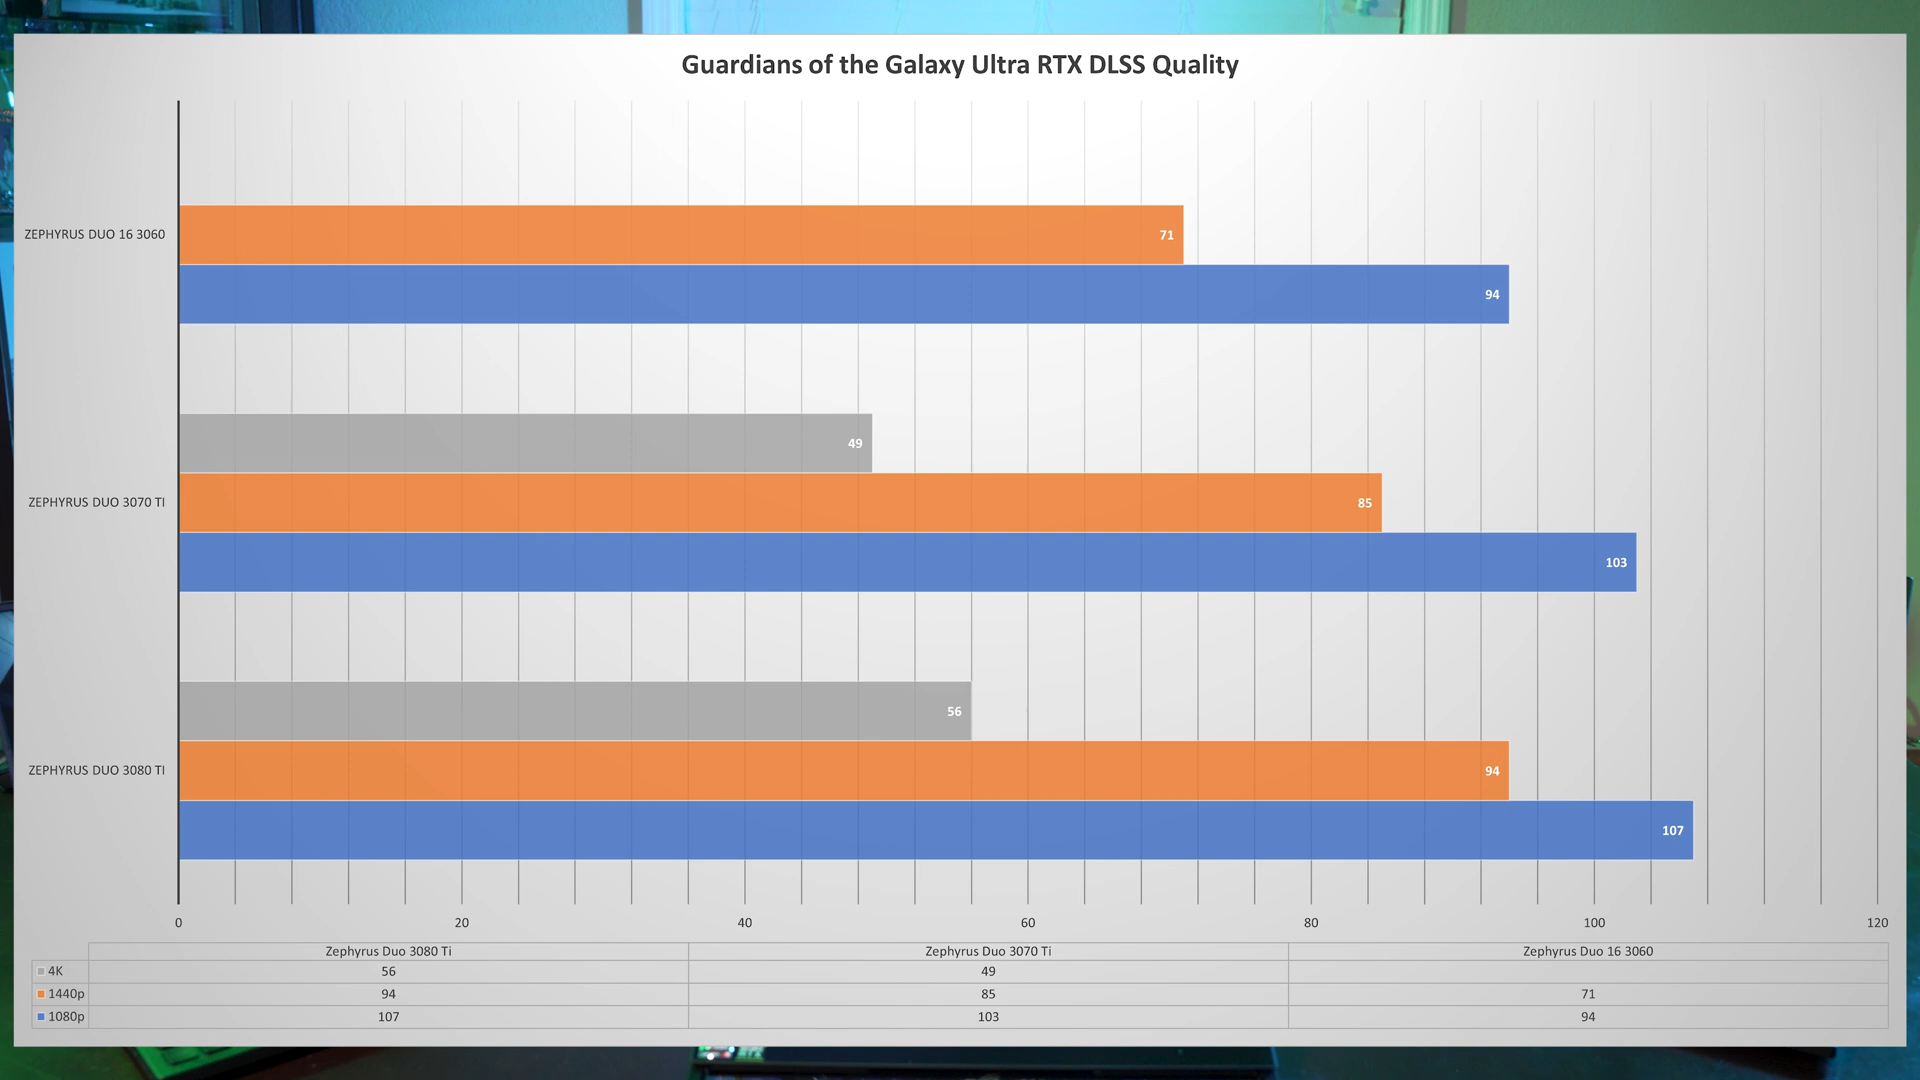 Guardians of the Galaxy Ultra RTX DLSS Quality
ZEPHYRUS DUO 16 3060
71
94
ZEPHYRUS DUO 3070 TI
49
85
103
ZEPHYRUS DUO 3080 TI
56
94
107
0 20 40 60 80 100 120
Zephyrus Duo 3080 Ti Zephyrus Duo 3070 Ti Zephyrus Duo 16 3060
4K 56 49
1440p 94 85 71
1080p 107 103 94